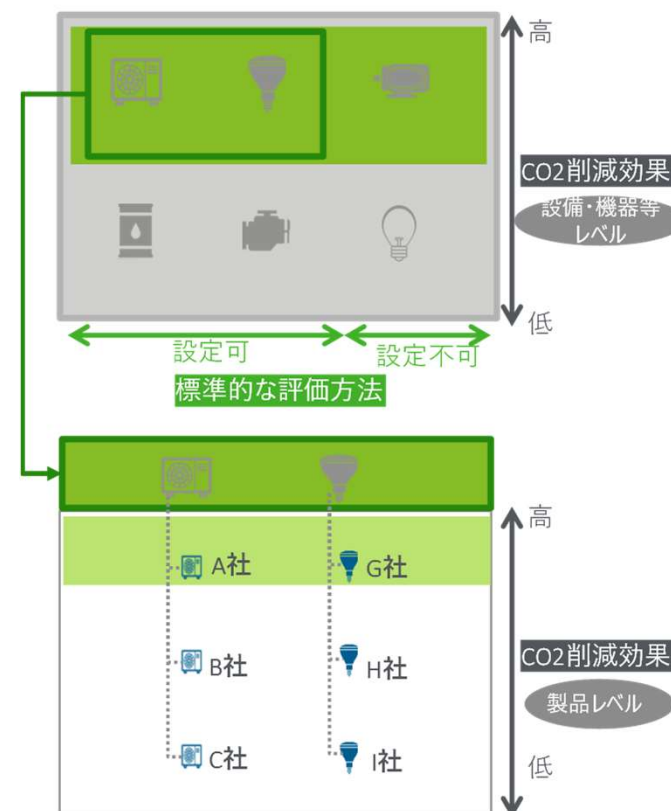 高
CO2削減効果
設備・機器等
レベル
低
設定可
設定不可
標準的な評価方法
高
A社
G社
CO2削減効果
B社
H社
製品レベル
C社
I社
低